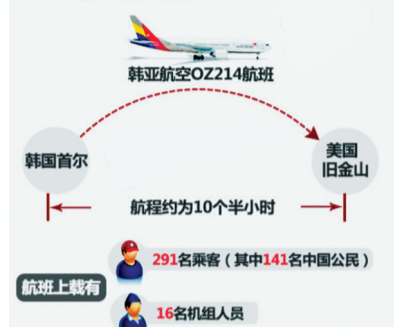 韩亚航空OZ214航班
韩国首尔
美国
旧金山
航程约为10个半小时
291名乘客（其中141名中国公民）
航班上载有
16名机组人员